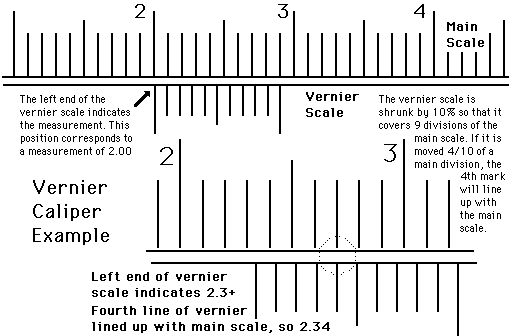 2 3 4
Main
Scale
The left end of the
vernier scale indicates
the measurement. This
position corresponds to
a measurement of 2.00
Vernier
Scale
The vernier scale is
shrunk by 10% so that it
covers 9 divisions of the
main scale. If it is
moved 4/10 of a
main division, the
4th mark
will line
up with
the main
scale.
2 3
Vernier
Caliper
Example
Left end of vernier
scale indicates 2.3+
Fourth line of vernier
lined up with main scale, so 2.34